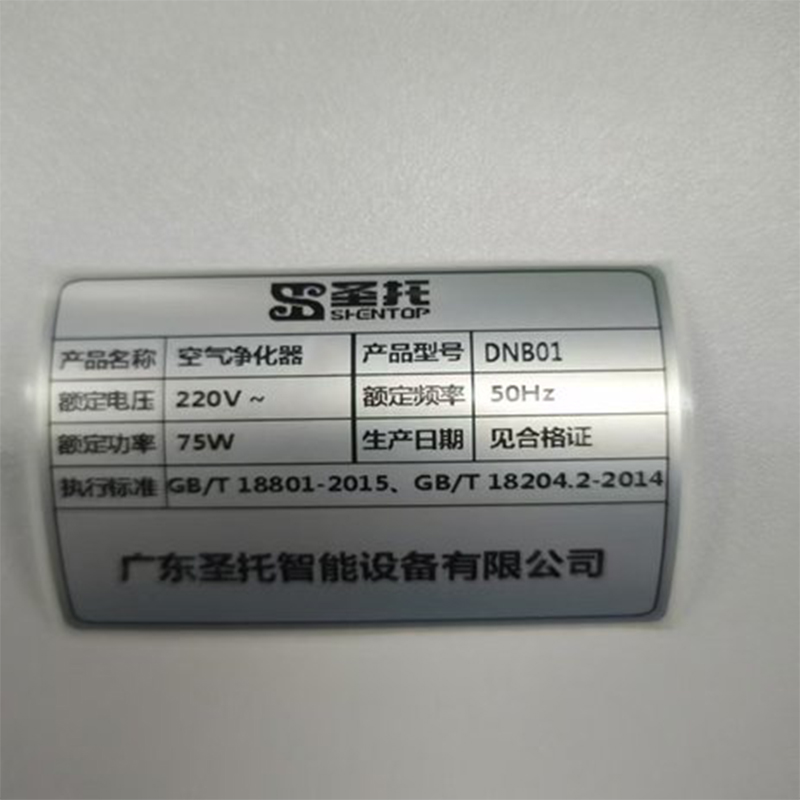 圣托
SHENTOP
产品名称 空气净化器 产品型号 DNB01
额定电压 220V ~ 额定频率 50Hz
额定功率 75W 生产日期 见合格证
执行标准 GB/T 18801-2015、GB/T 18204.2-2014
广东圣托智能设备有限公司